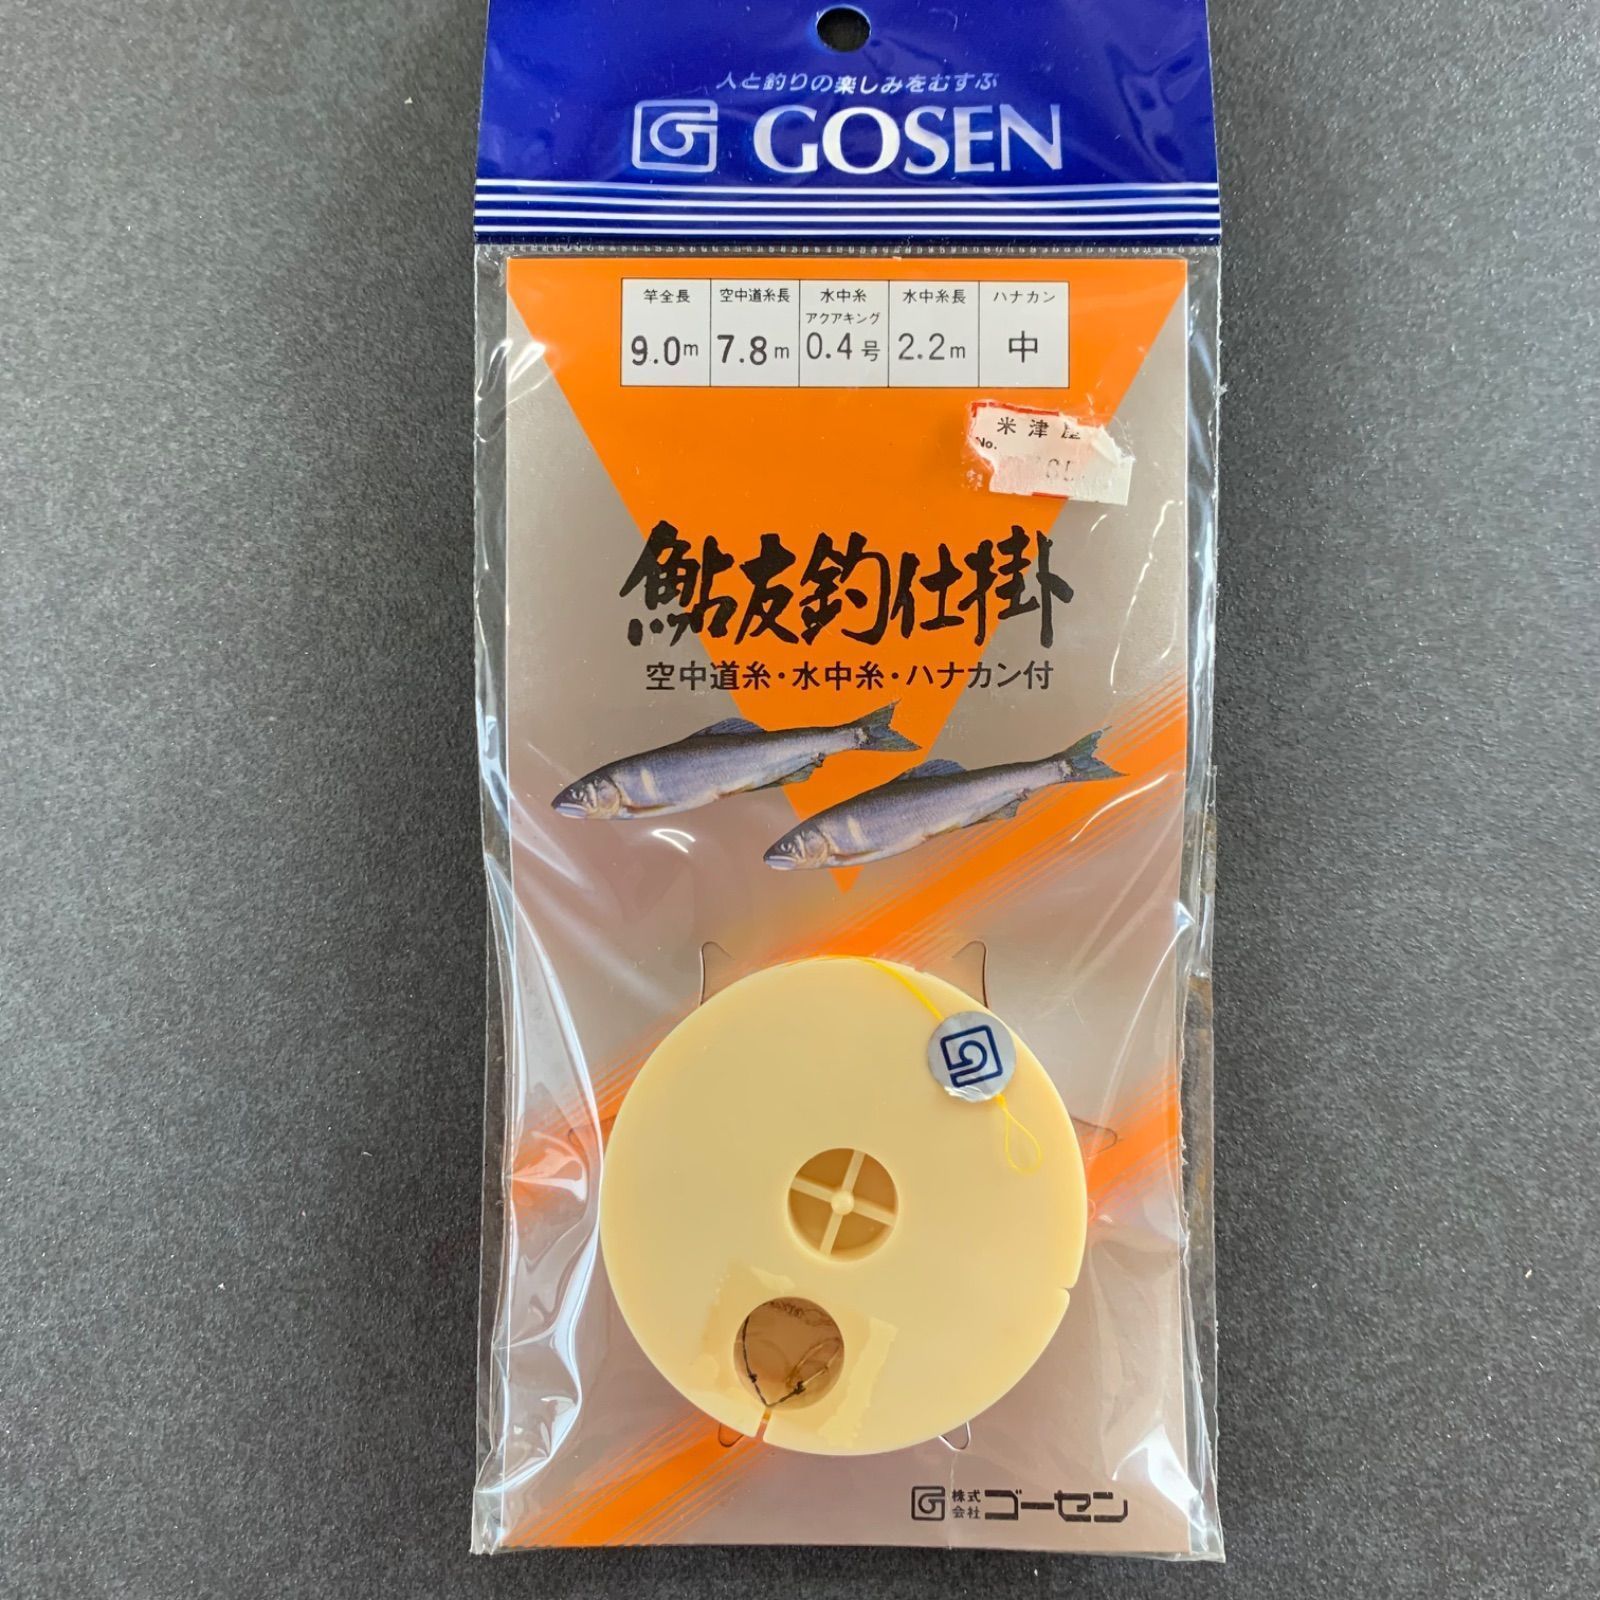 人と釣りの楽しみをむすぶ
GOSEN
竿全長 空中道糸長 水中糸 水中糸長 ハナカン
アクアキング
9.0m 7.8m 0.4号 2.2m 中
米津屋
No.
鮎友釣仕掛
空中道糸・水中糸・ハナカン付
株式会社 ゴーセン